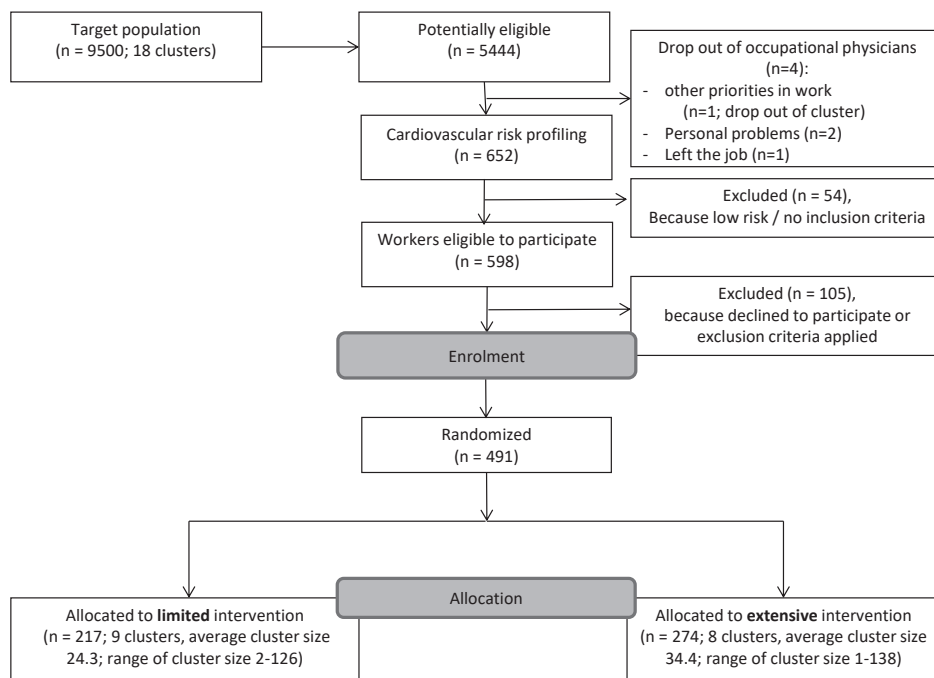 Target population
(n = 9500; 18 clusters)
Potentially eligible
(n = 5444
Drop out of occupational physicians
(n=4):
- other priorities in work
(n=1; drop out of cluster)
- Personal problems (n=2)
- Left the job (n=1)
Cardiovascular risk profiling
n = 652)
Excluded (n = 54),
Because low risk / no inclusion criteria
Workers eligible to participate
(n = 598)
Excluded (n = 105),
because declined to participate or
exclusion criteria applied
Enrolment
Randomized
(n = 491)
Allocation
Allocated to limited intervention
(n = 217; 9 clusters, average cluster size
24.3; range of cluster size 2-126)
Allocated to extensive intervention
(n = 274; 8 clusters, average cluster size
34.4; range of cluster size 1-138)